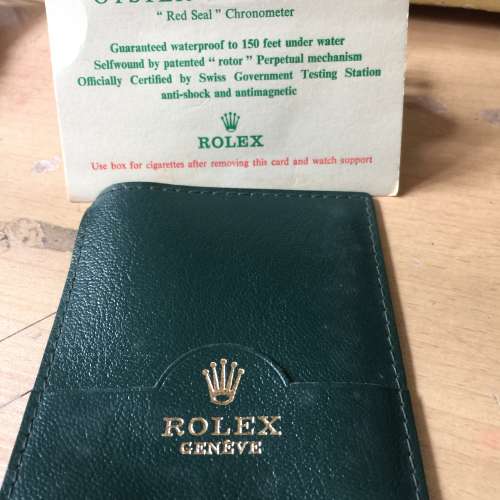 OYSTER
" Red Seal " Chronometer
Guaranteed waterproof to 150 feet under water
Selfwound by patented " rotor " Perpetual mechanism
Officially Certified by Swiss Government Testing Station
anti-shock and antimagnetic
ROLEX
Use box for cigarettes after removing this card and watch support
ROLEX
GENÈVE